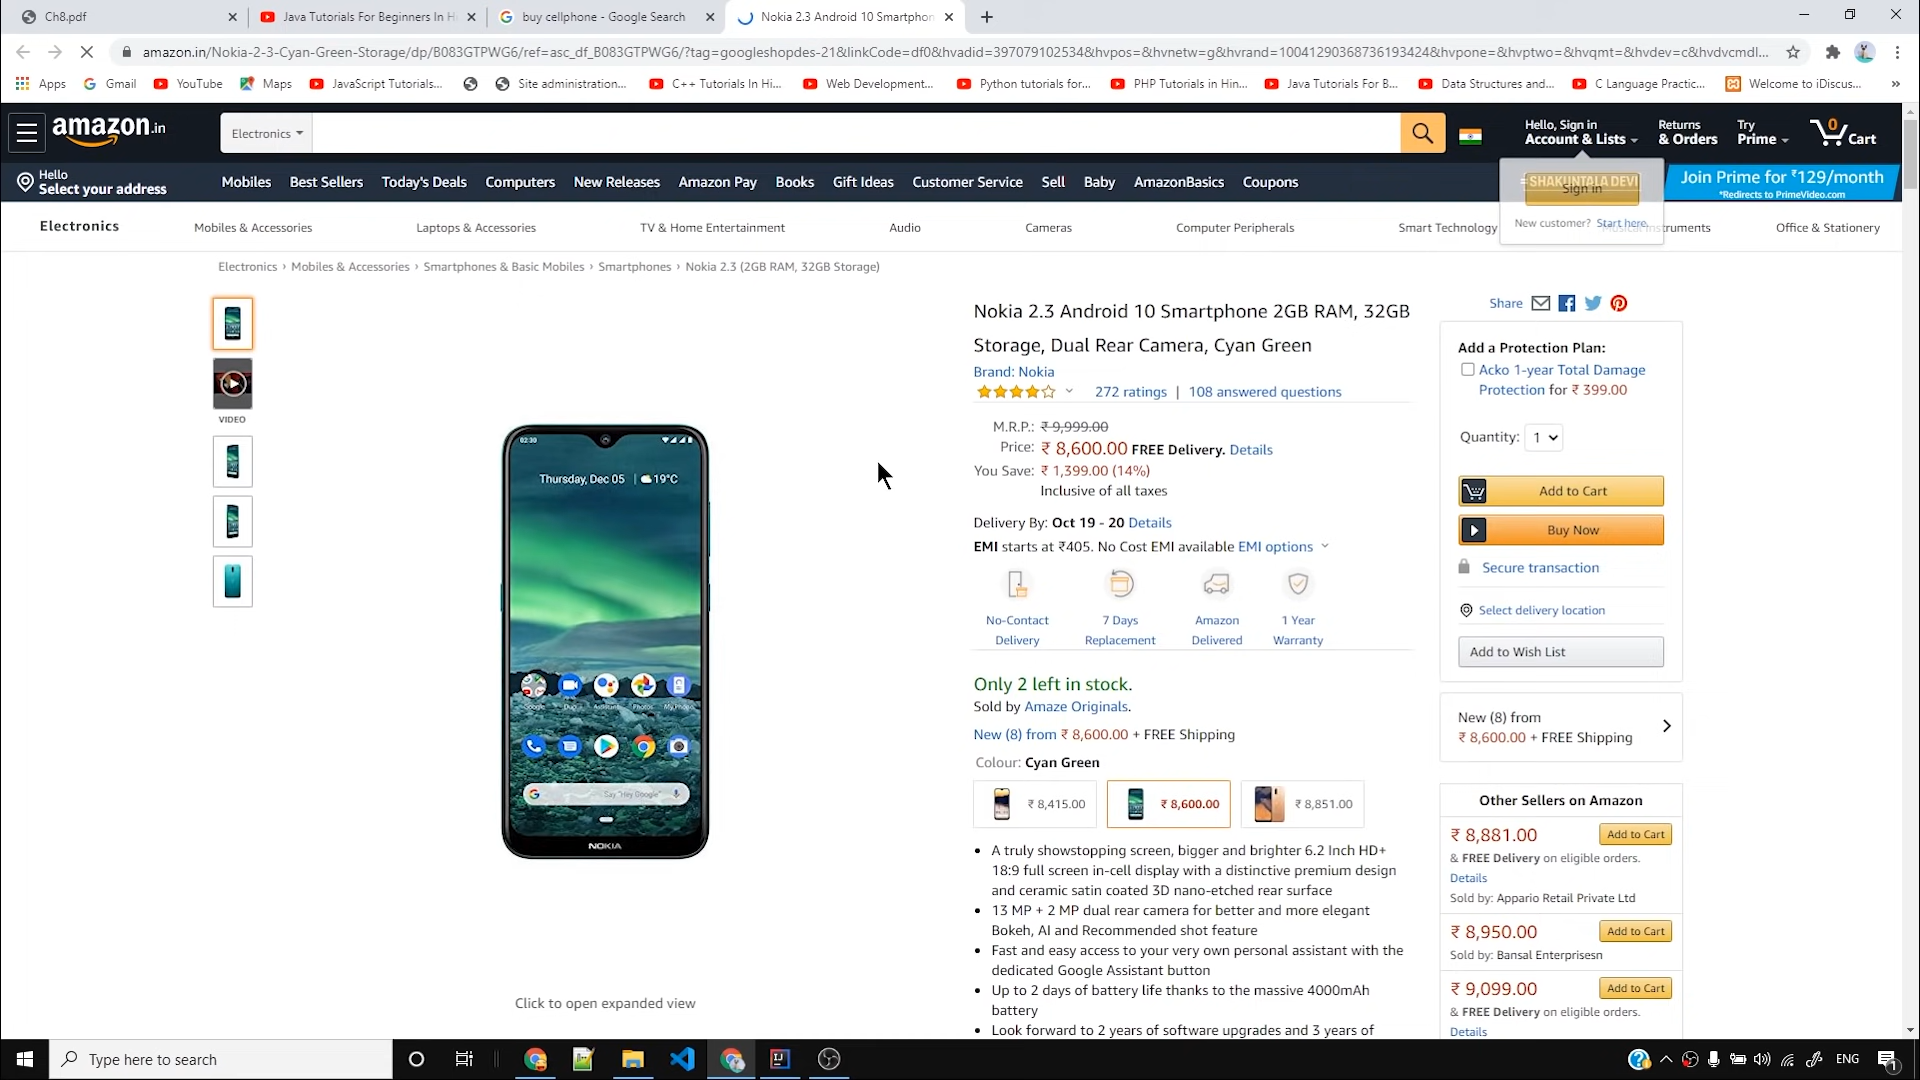 Ch8.pdf
Java Tutorials For Beginners In Hi
buy cellphone - Google Search
Nokia 2.3 Android 10 Smartphon
amazon.in/Nokia-2-3-Cyan-Green-Storage/dp/B083GTPWG6/ref=asc_df_B083GTPWG6/?tag=googleshopdes-21&linkCode=df0&hvadid=397079102534&hvpos=&hvnetw=g&hvrand=10041290368736193424&hvpone=&hvptwo=&hvqmt=&hvdev=c&hvdvcmdl...
Apps Gmail YouTube Maps JavaScript Tutorials... Site administration... C++ Tutorials In Hi... Web Development... Python tutorials for... PHP Tutorials in Hin... Java Tutorials For B... Data Structures and... C Language Practic... Welcome to iDiscus... »
amazon.in
Electronics
Hello, Sign in
Account & Lists
Returns
& Orders
Try
Prime
0
Cart
Hello
Select your address
Mobiles Best Sellers Today's Deals Computers New Releases Amazon Pay Books Gift Ideas Customer Service Sell Baby AmazonBasics Coupons
SHAKUNTALA DEVI
Sign in
New customer? Start here.
Join Prime for ₹129/month
*Redirects to PrimeVideo.com
Electronics Mobiles & Accessories Laptops & Accessories TV & Home Entertainment Audio Cameras Computer Peripherals Smart Technology Musical Instruments Office & Stationery
Electronics › Mobiles & Accessories › Smartphones & Basic Mobiles › Smartphones › Nokia 2.3 (2GB RAM, 32GB Storage)
VIDEO
02:30
Thursday, Dec 05 | 19°C
Google Duo Assistant Photos My Phone
Say "Hey Google"
NOKIA
Click to open expanded view
Nokia 2.3 Android 10 Smartphone 2GB RAM, 32GB
Storage, Dual Rear Camera, Cyan Green
Brand: Nokia
272 ratings | 108 answered questions
M.R.P.: ₹ 9,999.00
Price: ₹ 8,600.00 FREE Delivery. Details
You Save: ₹ 1,399.00 (14%)
Inclusive of all taxes
Delivery By: Oct 19 - 20 Details
EMI starts at ₹405. No Cost EMI available EMI options
No-Contact
Delivery
7 Days
Replacement
Amazon
Delivered
1 Year
Warranty
Only 2 left in stock.
Sold by Amaze Originals.
New (8) from ₹ 8,600.00 + FREE Shipping
Colour: Cyan Green
₹ 8,415.00
₹ 8,600.00
₹ 8,851.00
• A truly showstopping screen, bigger and brighter 6.2 Inch HD+
18:9 full screen in-cell display with a distinctive premium design
and ceramic satin coated 3D nano-etched rear surface
• 13 MP + 2 MP dual rear camera for better and more elegant
Bokeh, AI and Recommended shot feature
• Fast and easy access to your very own personal assistant with the
dedicated Google Assistant button
• Up to 2 days of battery life thanks to the massive 4000mAh
battery
• Look forward to 2 years of software upgrades and 3 years of
Share
Add a Protection Plan:
Acko 1-year Total Damage
Protection for ₹ 399.00
Quantity: 1
Add to Cart
Buy Now
Secure transaction
Select delivery location
Add to Wish List
New (8) from
₹ 8,600.00 + FREE Shipping
Other Sellers on Amazon
₹ 8,881.00 Add to Cart
& FREE Delivery on eligible orders.
Details
Sold by: Appario Retail Private Ltd
₹ 8,950.00 Add to Cart
Sold by: Bansal Enterprisesn
₹ 9,099.00 Add to Cart
& FREE Delivery on eligible orders.
Details
Type here to search
ENG
1